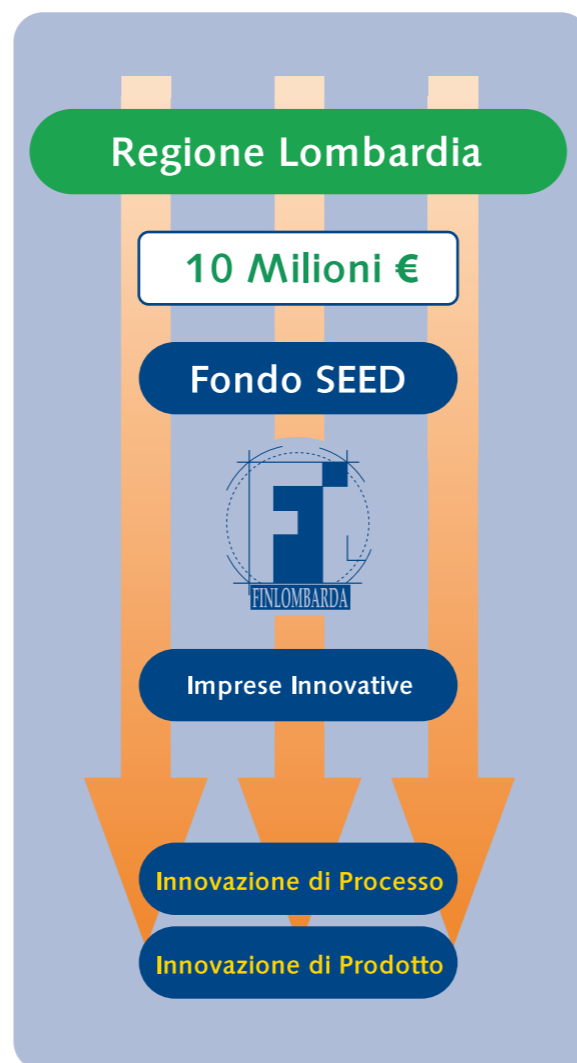 Regione Lombardia
10 Milioni €
Fondo SEED
FINLOMBARDA
Imprese Innovative
Innovazione di Processo
Innovazione di Prodotto